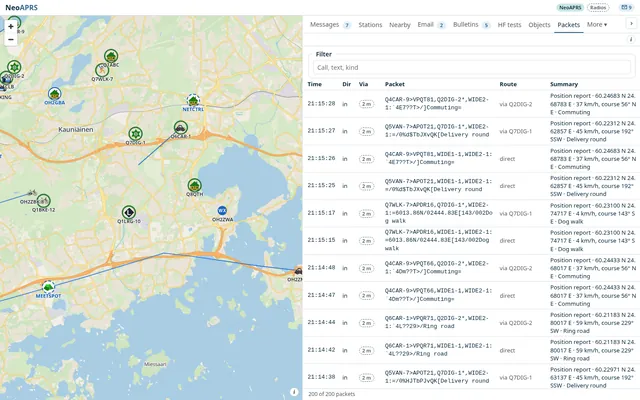 NeoAPRS
NeoAPRS
Radios
9
Messages 7
Stations
Nearby
Email 2
Bulletins 5
HF tests
Objects
Packets
More
Filter
Call, text, kind
Time Dir Via Packet Route Summary
21:15:28 in 2 m Q4CAR-9>VPQT81,Q7DIG-2*,WIDE2-1:`4E7??T>/]Commuting= via Q2DIG-2 Position report · 60.24683 N 24.68783 E · 37 km/h, course 56° NE · Commuting
21:15:27 in 2 m Q5VAN-7>APOT21,Q7DIG-1*,WIDE2-1:=/0%d$TbJXvQK[Delivery round via Q7DIG-1 Position report · 60.22312 N 24.62857 E · 45 km/h, course 192° SSW · Delivery round
21:15:26 in 2 m Q4CAR-9>VPQT81,WIDE1-1,WIDE2-1:`4E7??T>/]Commuting= direct Position report · 60.24683 N 24.68783 E · 37 km/h, course 56° NE · Commuting
21:15:25 in 2 m Q5VAN-7>APOT21,WIDE1-1,WIDE2-1:=/0%d$TbJXvQK[Delivery round direct Position report · 60.22312 N 24.62857 E · 45 km/h, course 192° SSW · Delivery round
21:15:17 in 2 m Q7WLK-7>APDR16,Q7DIG-1*,WIDE2-1:=6013.86N/02444.83E[143/002Dog walk via Q7DIG-1 Position report · 60.23100 N 24.74717 E · 4 km/h, course 143° SE · Dog walk
21:15:15 in 2 m Q7WLK-7>APDR16,WIDE1-1,WIDE2-1:=6013.86N/02444.83E[143/002Dog walk direct Position report · 60.23100 N 24.74717 E · 4 km/h, course 143° SE · Dog walk
21:14:48 in 2 m Q4CAR-9>VPQT66,Q2DIG-2*,WIDE2-1:`4Dm??T>/]Commuting= via Q2DIG-2 Position report · 60.24433 N 24.68017 E · 37 km/h, course 56° NE · Commuting
21:14:47 in 2 m Q4CAR-9>VPQT66,WIDE1-1,WIDE2-1:`4Dm??T>/]Commuting= direct Position report · 60.24433 N 24.68017 E · 37 km/h, course 56° NE · Commuting
21:14:44 in 2 m Q6CAR-1>VPQR71,Q2DIG-2*,WIDE2-1:`4L??29>/Ring road via Q2DIG-2 Position report · 60.21183 N 24.80017 E · 59 km/h, course 229° SW · Ring road
21:14:42 in 2 m Q6CAR-1>VPQR71,WIDE1-1,WIDE2-1:`4L??29>/Ring road direct Position report · 60.21183 N 24.80017 E · 59 km/h, course 229° SW · Ring road
21:14:38 in 2 m Q5VAN-7>APOT21,Q7DIG-1*,WIDE2-1:=/0%HJTbPJvQK[Delivery round via Q7DIG-1 Position report · 60.22971 N 24.63137 E · 45 km/h, course 192° SSW · Delivery round
200 of 200 packets
Q7WLK-7
OH2GBA
NETCTRL
Kauniainen
Q7DIG-1
Q6CAR-1
Q8QTH
Q1BKE-12
Q1LRG-10
OH2ZWA
MEETSPOT
Miessaari